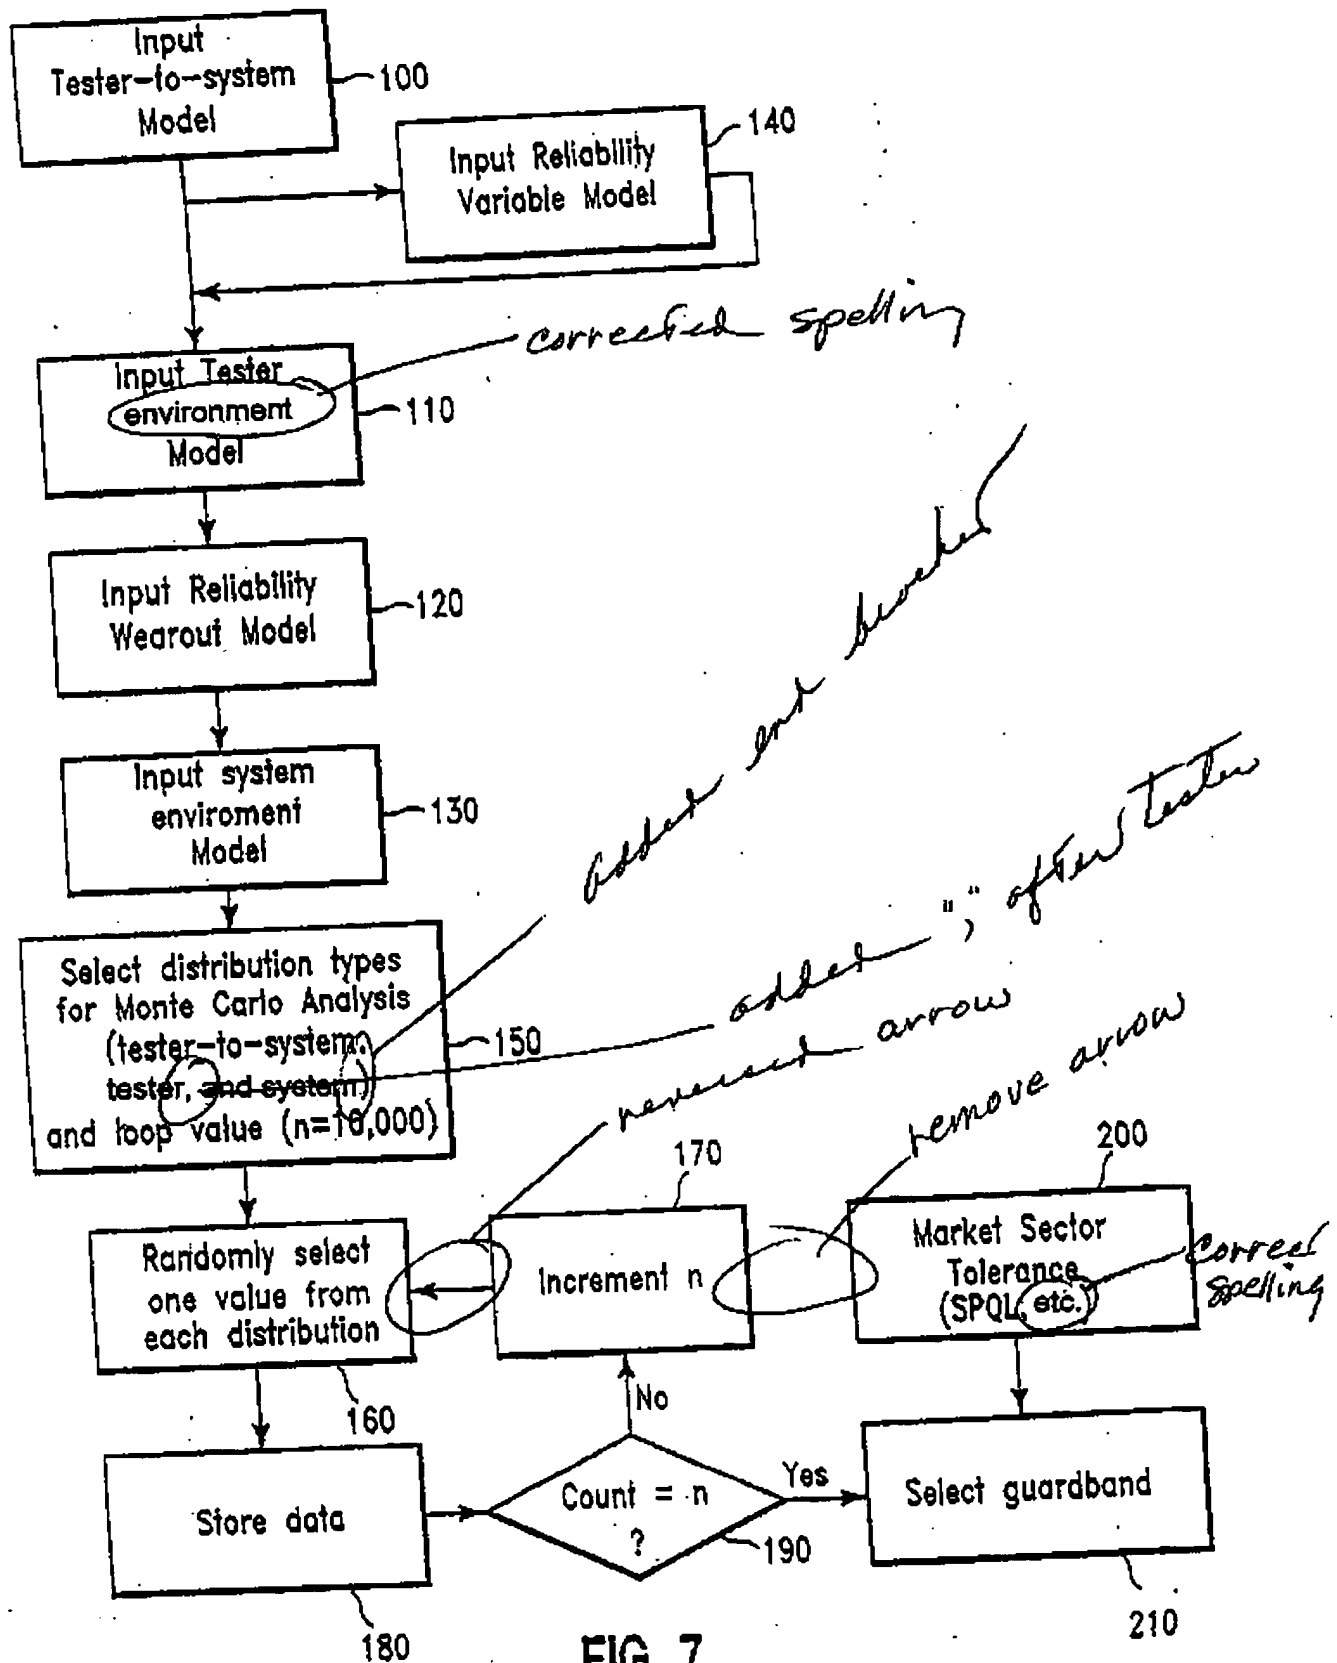 Input
Tester-to-system
Model
100
Input Reliability
Variable Model
140
corrected spelling
Input Tester
environment
Model
110
Input Reliability
Wearout Model
120
added end bracket
Input system
enviroment
Model
130
added "," after Tester
Select distribution types
for Monte Carlo Analysis
(tester-to-system.
tester, and system)
and loop value (n=10,000)
150
reversed arrow
remove arrow
Randomly select
one value from
each distribution
160
Increment n
170
Market Sector
Tolerance
(SPQL, etc.)
200
correct
spelling
No
Store data
180
Count = n
?
190
Yes
Select guardband
210
FIG 7